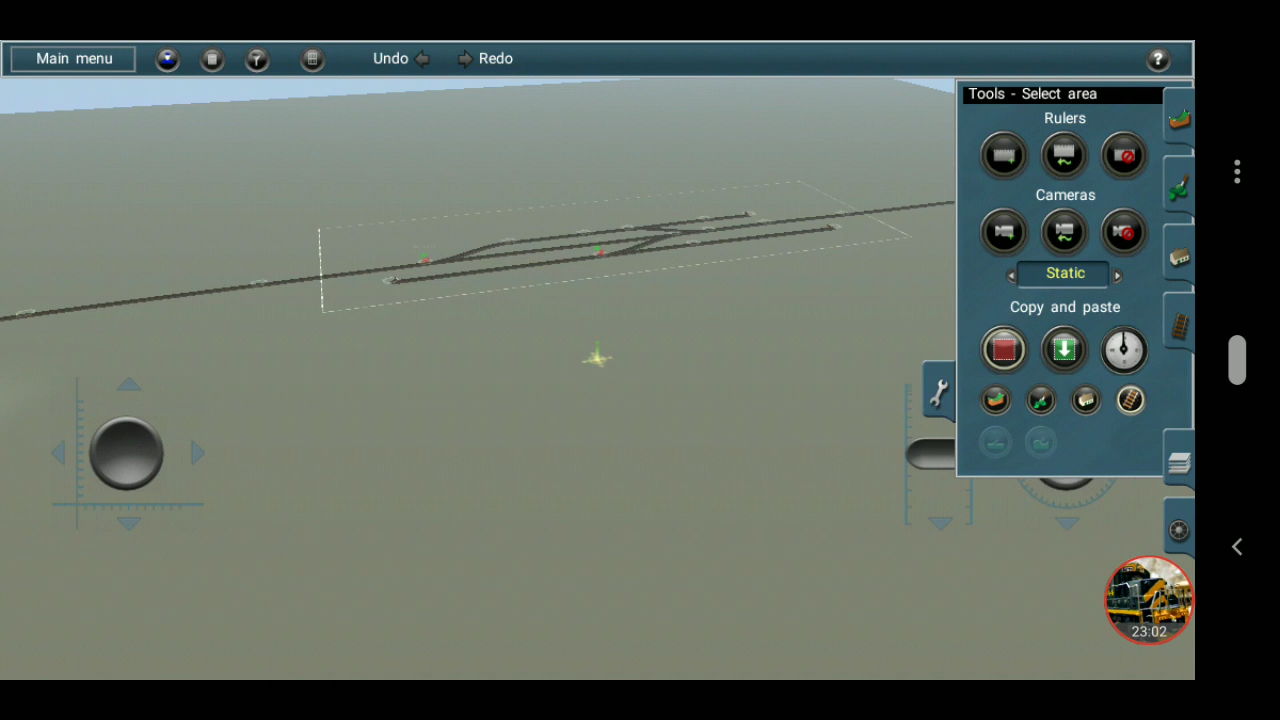 Main menu
Undo
Redo
?
Tools - Select area
Rulers
Cameras
Static
Copy and paste
23:02